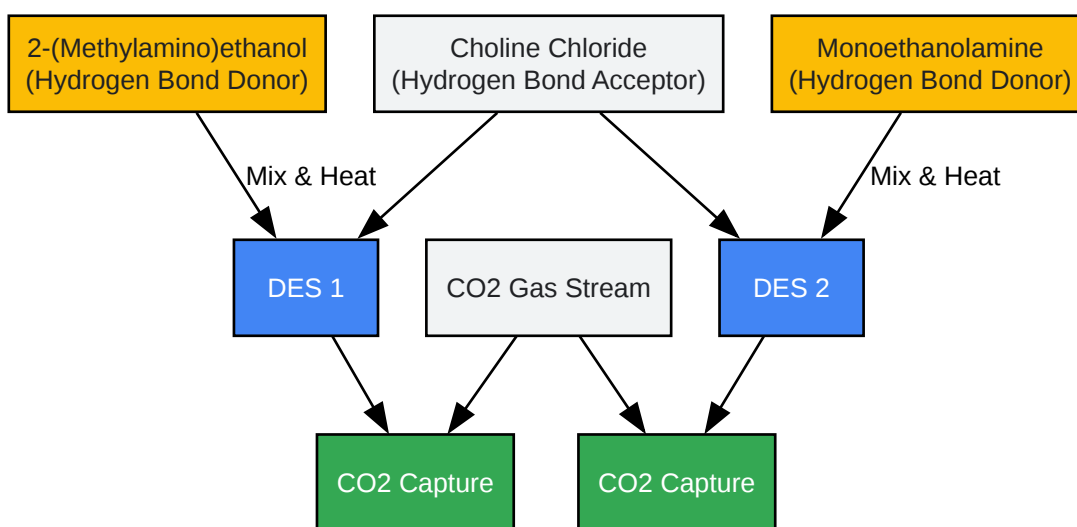 2-(Methylamino)ethanol
(Hydrogen Bond Donor)
Choline Chloride
(Hydrogen Bond Acceptor)
Monoethanolamine
(Hydrogen Bond Donor)
Mix & Heat
Mix & Heat
DES 1
CO2 Gas Stream
DES 2
CO2 Capture
CO2 Capture